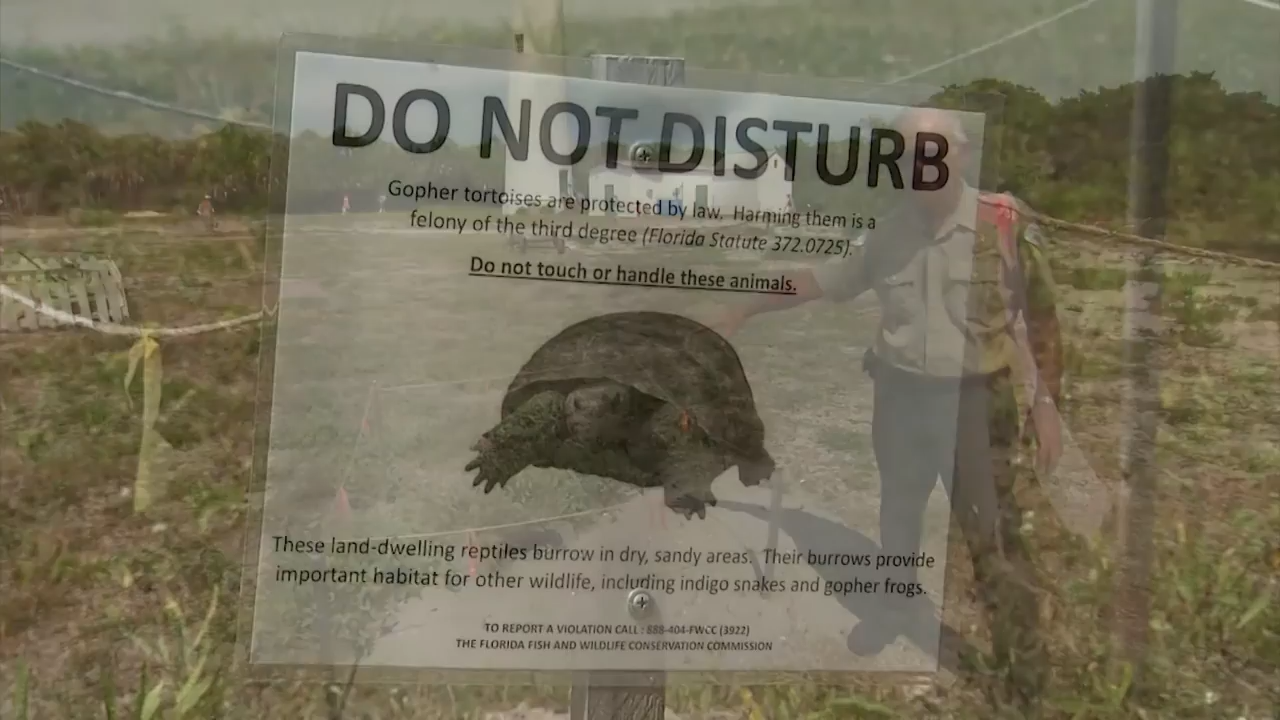 DO NOT DISTURB
Gopher tortoises are protected by law. Harming them is a
felony of the third degree (Florida Statute 372.0725).
Do not touch or handle these animals.
These land-dwelling reptiles burrow in dry, sandy areas. Their burrows provide
important habitat for other wildlife, including indigo snakes and gopher frogs.
TO REPORT A VIOLATION CALL : 888-404-FWCC (3922)
THE FLORIDA FISH AND WILDLIFE CONSERVATION COMMISSION